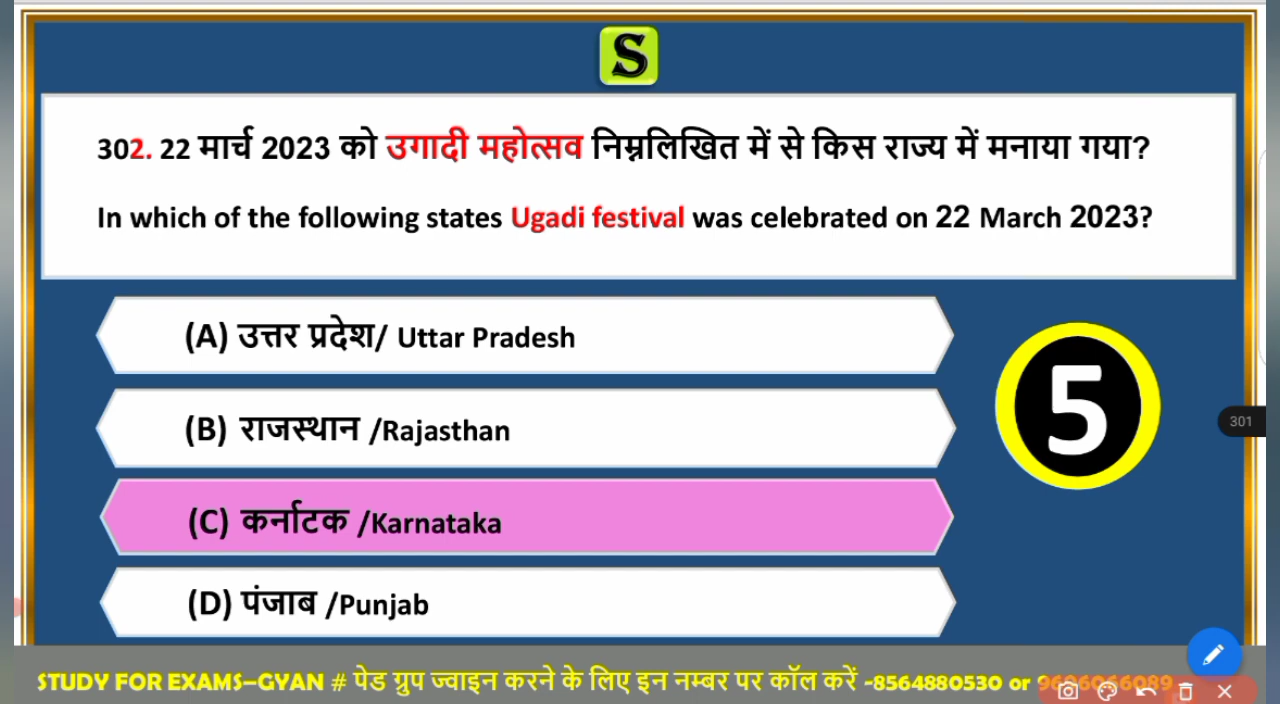 S
302. 22 मार्च 2023 को उगादी महोत्सव निम्नलिखित में से किस राज्य में मनाया गया?
In which of the following states Ugadi festival was celebrated on 22 March 2023?
(A) उत्तर प्रदेश/ Uttar Pradesh
(B) राजस्थान /Rajasthan
5
301
(C) कर्नाटक /Karnataka
(D) पंजाब /Punjab
STUDY FOR EXAMS–GYAN # पेड ग्रुप ज्वाइन करने के लिए इन नम्बर पर कॉल करें -8564880530 or